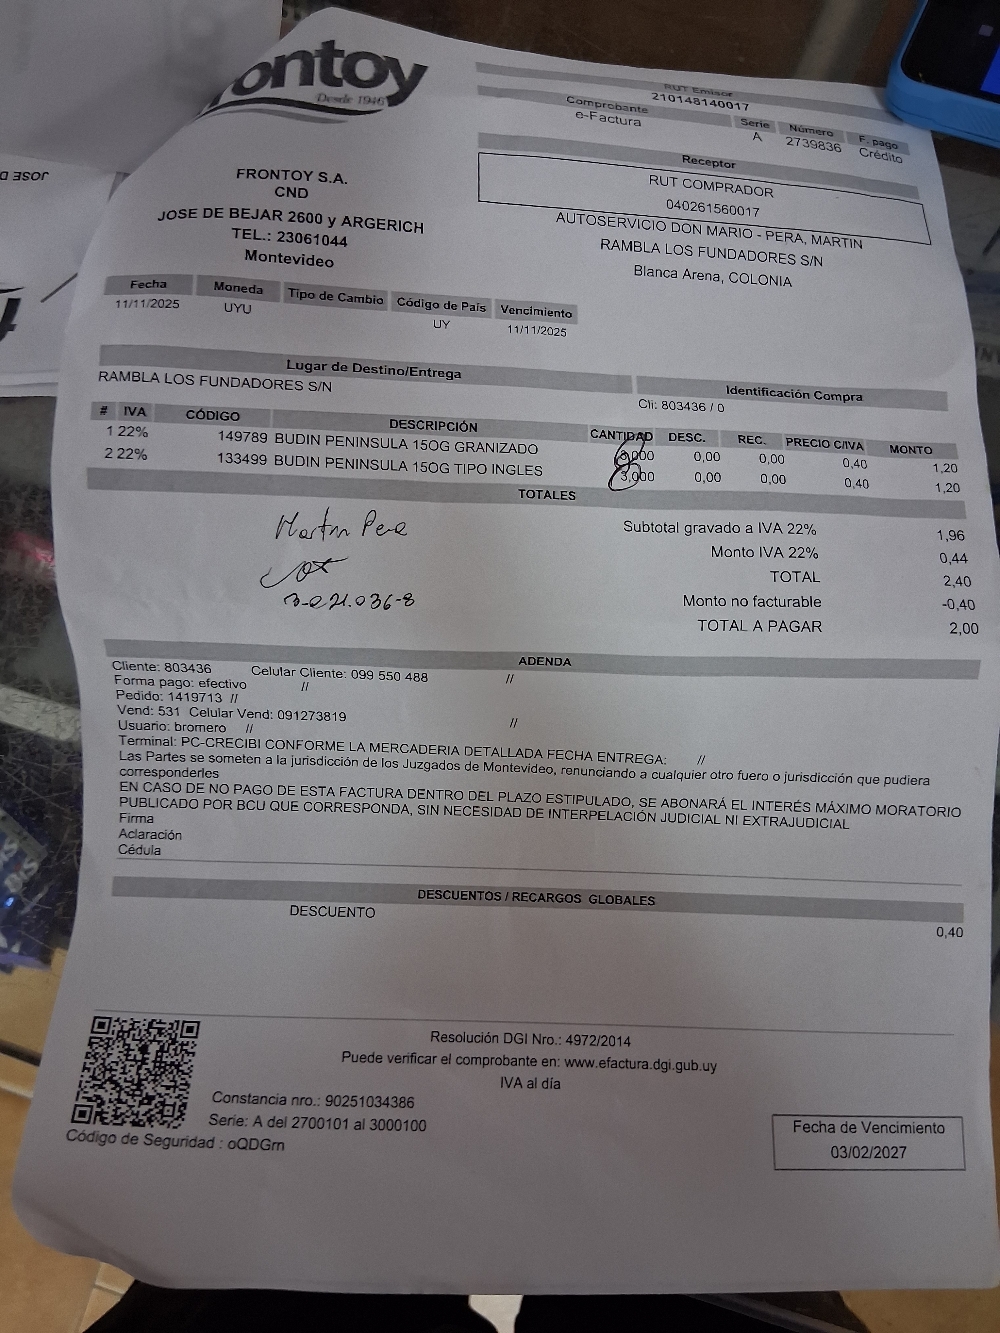 rontoy
Desde 1946
RUT Emisor
210148140017
Comprobante Serie Número F. pago
e-Factura A 2739836 Crédito
Receptor
RUT COMPRADOR
040261560017
AUTOSERVICIO DON MARIO - PERA, MARTIN
RAMBLA LOS FUNDADORES S/N
Blanca Arena, COLONIA
FRONTOY S.A.
CND
JOSE DE BEJAR 2600 y ARGERICH
TEL.: 23061044
Montevideo
Fecha Moneda Tipo de Cambio Código de País Vencimiento
11/11/2025 UYU UY 11/11/2025
Lugar de Destino/Entrega Identificación Compra
RAMBLA LOS FUNDADORES S/N Cli: 803436 / 0
# IVA CÓDIGO DESCRIPCIÓN CANTIDAD DESC. REC. PRECIO C/IVA MONTO
1 22% 149789 BUDIN PENINSULA 15OG GRANIZADO 3,000 0,00 0,00 0,40 1,20
2 22% 133499 BUDIN PENINSULA 15OG TIPO INGLES 3,000 0,00 0,00 0,40 1,20
TOTALES
Subtotal gravado a IVA 22% 1,96
Monto IVA 22% 0,44
TOTAL 2,40
Monto no facturable -0,40
TOTAL A PAGAR 2,00
Martin Pera
3-021.036-8
ADENDA
Cliente: 803436 Celular Cliente: 099 550 488 //
Forma pago: efectivo //
Pedido: 1419713 //
Vend: 531 Celular Vend: 091273819 //
Usuario: bromero //
Terminal: PC-CRECIBI CONFORME LA MERCADERIA DETALLADA FECHA ENTREGA: //
Las Partes se someten a la jurisdicción de los Juzgados de Montevideo, renunciando a cualquier otro fuero o jurisdicción que pudiera
corresponderles
EN CASO DE NO PAGO DE ESTA FACTURA DENTRO DEL PLAZO ESTIPULADO, SE ABONARÁ EL INTERÉS MÁXIMO MORATORIO
PUBLICADO POR BCU QUE CORRESPONDA, SIN NECESIDAD DE INTERPELACIÓN JUDICIAL NI EXTRAJUDICIAL
Firma
Aclaración
Cédula
DESCUENTOS / RECARGOS GLOBALES
DESCUENTO 0,40
Resolución DGI Nro.: 4972/2014
Puede verificar el comprobante en: www.efactura.dgi.gub.uy
IVA al día
Constancia nro.: 90251034386
Serie: A del 2700101 al 3000100
Código de Seguridad : oQDGrn
Fecha de Vencimiento
03/02/2027
JOSE D